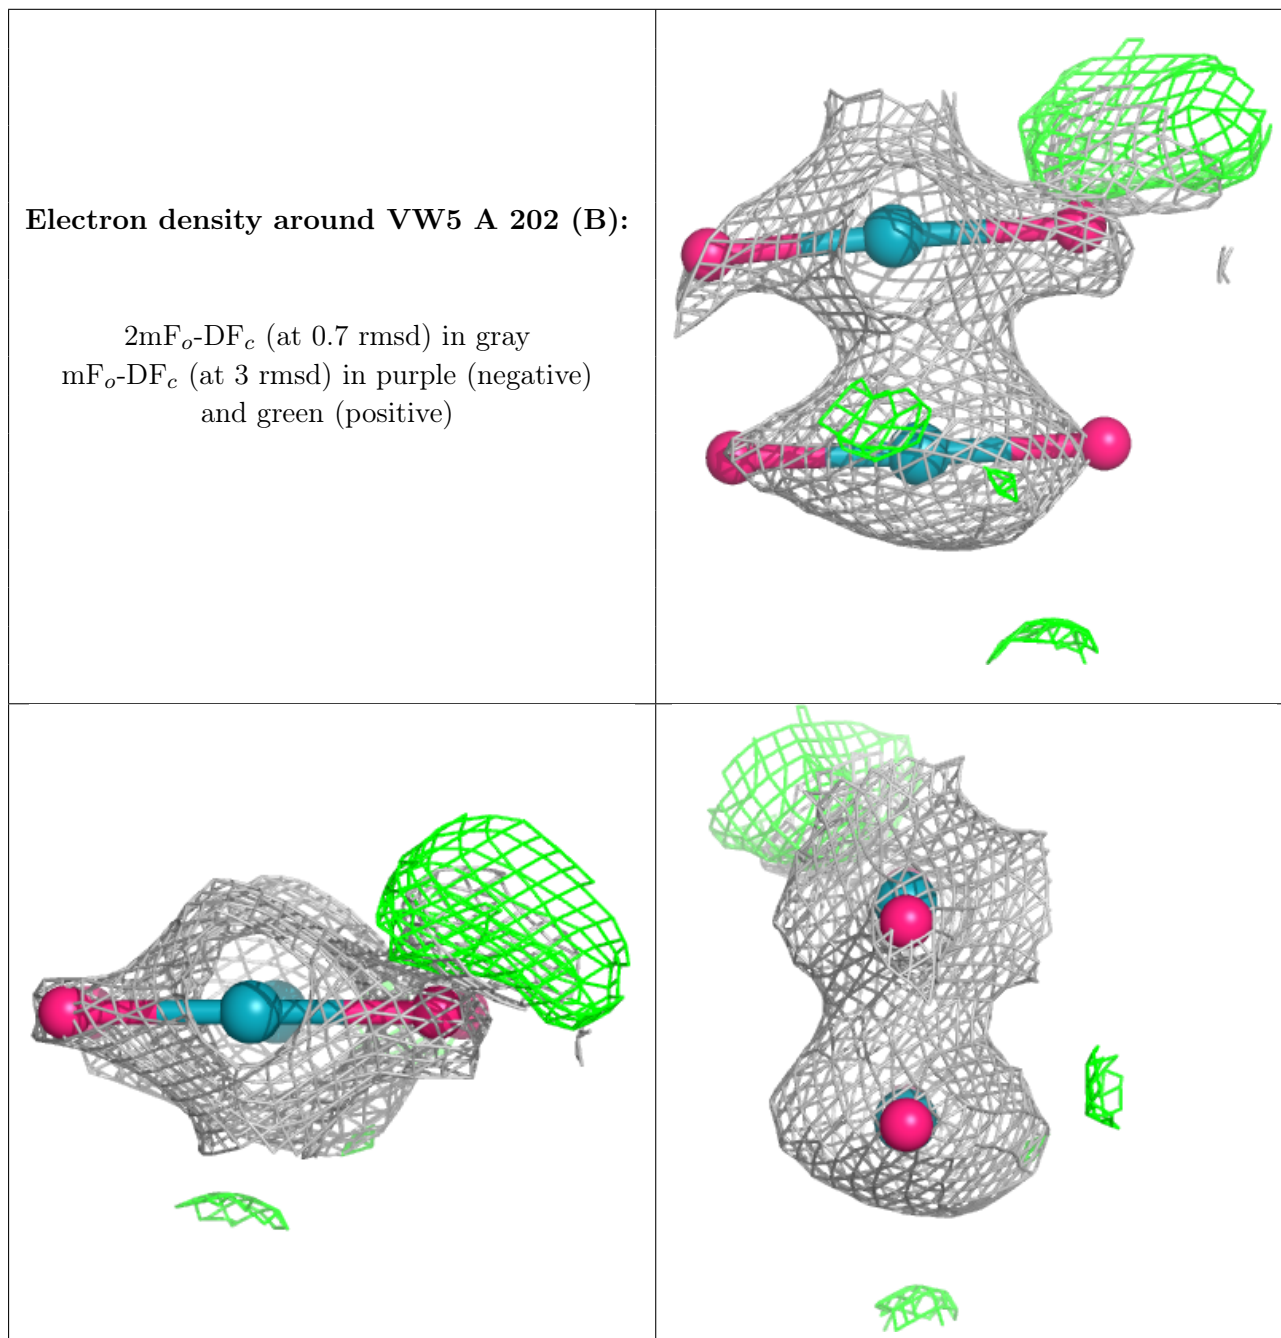 Electron density around VW5 A 202 (B):
2mFₒ-DF𝒸 (at 0.7 rmsd) in gray
mFₒ-DF𝒸 (at 3 rmsd) in purple (negative)
and green (positive)